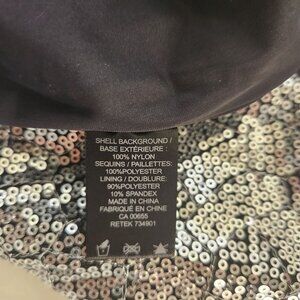 SHELL BACKGROUND /
BASE EXTÉRIEURE :
100% NYLON
SEQUINS / PAILLETTES:
100%POLYESTER
LINING / DOUBLURE:
90%POLYESTER
10% SPANDEX
MADE IN CHINA
FABRIQUÉ EN CHINE
CA 00655
RETEK 734901